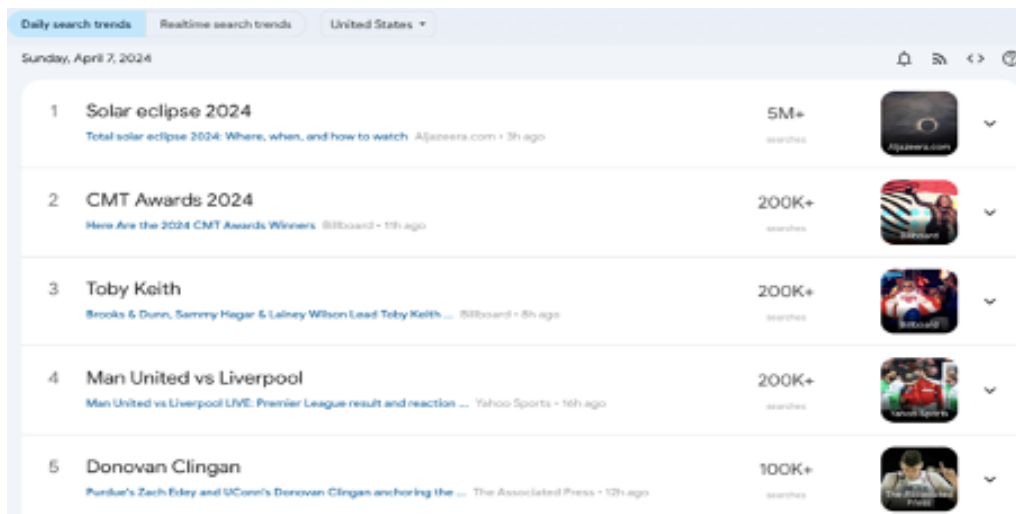 Daily search trends Realtime search trends United States
Sunday, April 7, 2024
1 Solar eclipse 2024 5M+
Total solar eclipse 2024: Where, when, and how to watch Aljazeera.com • 3h ago searches
Aljazeera.com
2 CMT Awards 2024 200K+
Here Are the 2024 CMT Awards Winners Billboard • 11h ago searches
Billboard
3 Toby Keith 200K+
Brooks & Dunn, Sammy Hagar & Lainey Wilson Lead Toby Keith ... Billboard • 8h ago searches
Billboard
4 Man United vs Liverpool 200K+
Man United vs Liverpool LIVE: Premier League result and reaction ... Yahoo Sports • 16h ago searches
Yahoo Sports
5 Donovan Clingan 100K+
Purdue's Zach Edey and UConn's Donovan Clingan anchoring the ... The Associated Press • 12h ago searches
The Associated
Press